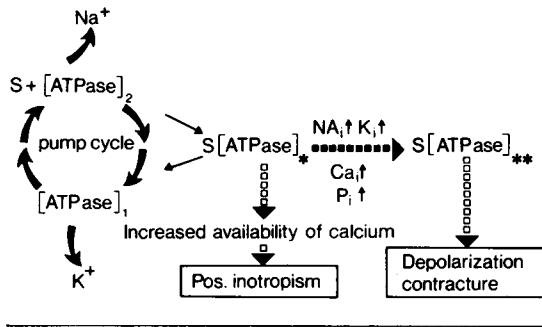 Na+
S + [ATPase]2
pump cycle
[ATPase]1
K+
S[ATPase]*
NAi↑ Ki↑
Cai↑
Pi↑
S[ATPase]**
Increased availability of calcium
Pos. inotropism
Depolarization
contracture